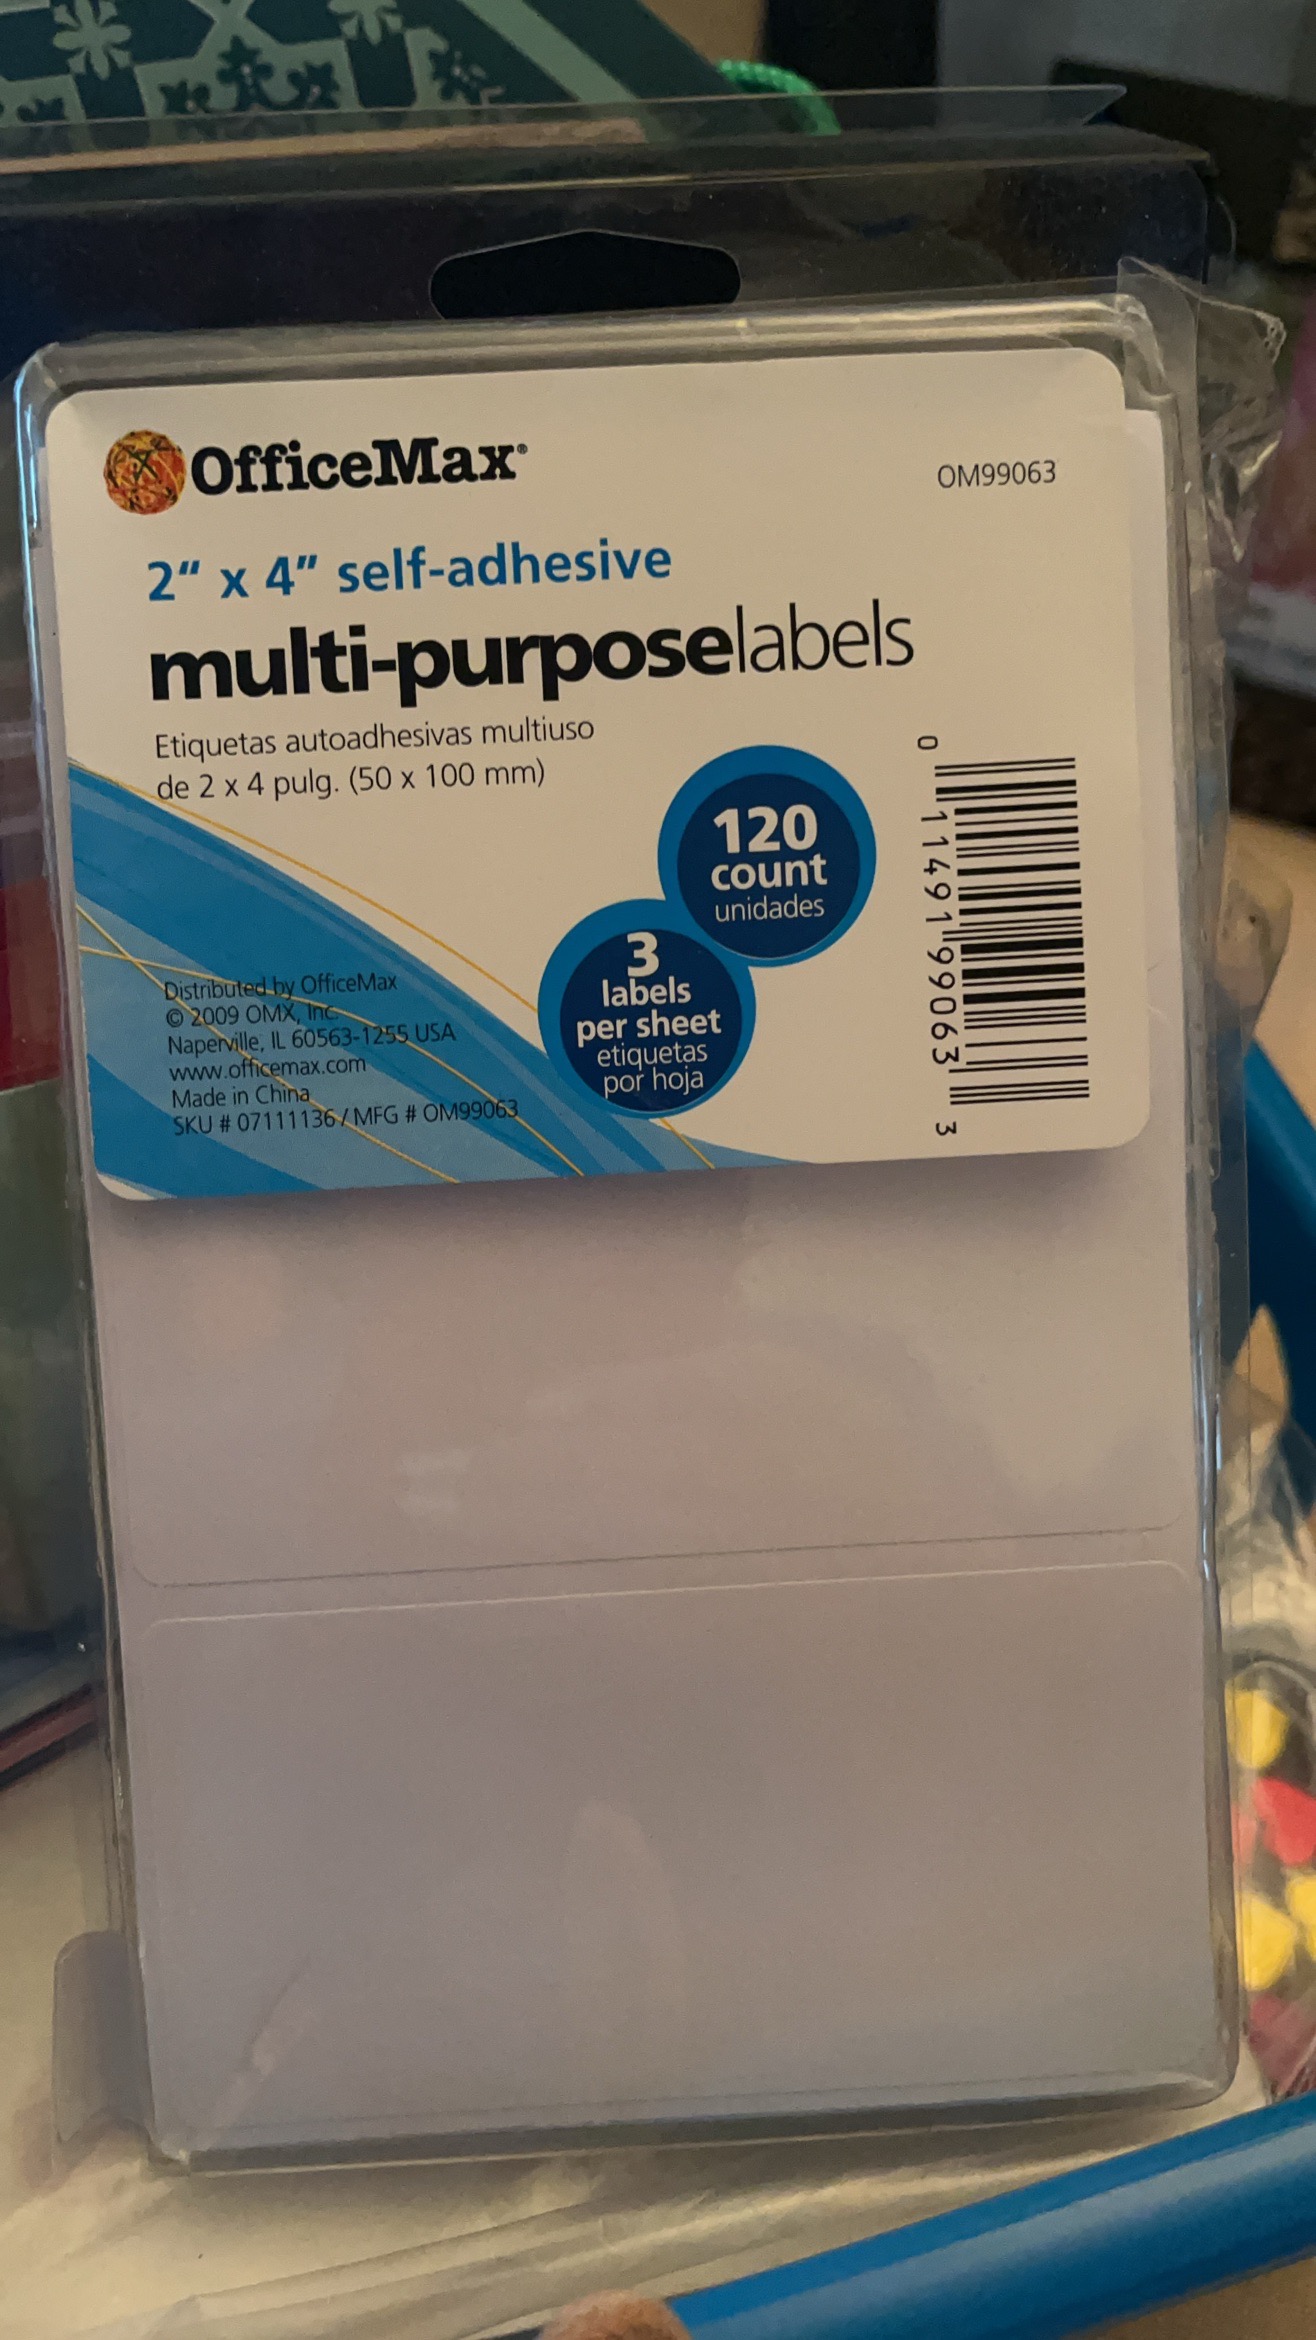 OfficeMax®
OM99063
2" x 4" self-adhesive
multi-purposelabels
Etiquetas autoadhesivas multiuso
de 2 x 4 pulg. (50 x 100 mm)
120
count
unidades
3
labels
per sheet
etiquetas
por hoja
Distributed by OfficeMax
© 2009 OMX, Inc.
Naperville, IL 60563-1255 USA
www.officemax.com
Made in China
SKU # 07111136 / MFG # OM99063
0 11491 99063 3